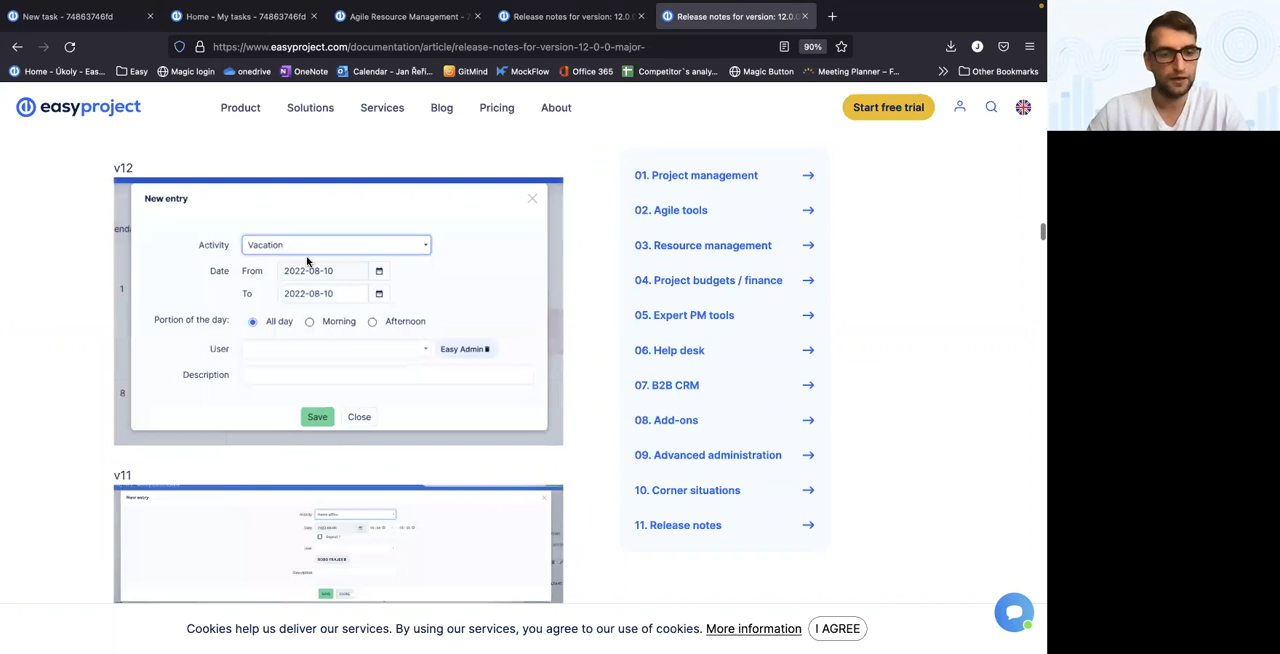 New task - 74863746fd
Home - My tasks - 74863746fd
Agile Resource Management -
Release notes for version: 12.0.
Release notes for version: 12.0.
https://www.easyproject.com/documentation/article/release-notes-for-version-12-0-0-major-
90%
Home - Úkoly - Eas...
Easy
Magic login
onedrive
OneNote
Calendar - Jan Řeři...
GitMind
MockFlow
Office 365
Competitor`s analy...
Magic Button
Meeting Planner – F...
Other Bookmarks
easyproject
Product
Solutions
Services
Blog
Pricing
About
Start free trial
v12
New entry
enda
Activity
Vacation
Date
From
2022-08-10
1
To
2022-08-10
Portion of the day:
All day
Morning
Afternoon
User
Easy Admin
Description
8
Save
Close
v11
New entry
User
Description
01. Project management
02. Agile tools
03. Resource management
04. Project budgets / finance
05. Expert PM tools
06. Help desk
07. B2B CRM
08. Add-ons
09. Advanced administration
10. Corner situations
11. Release notes
Cookies help us deliver our services. By using our services, you agree to our use of cookies. More information
I AGREE